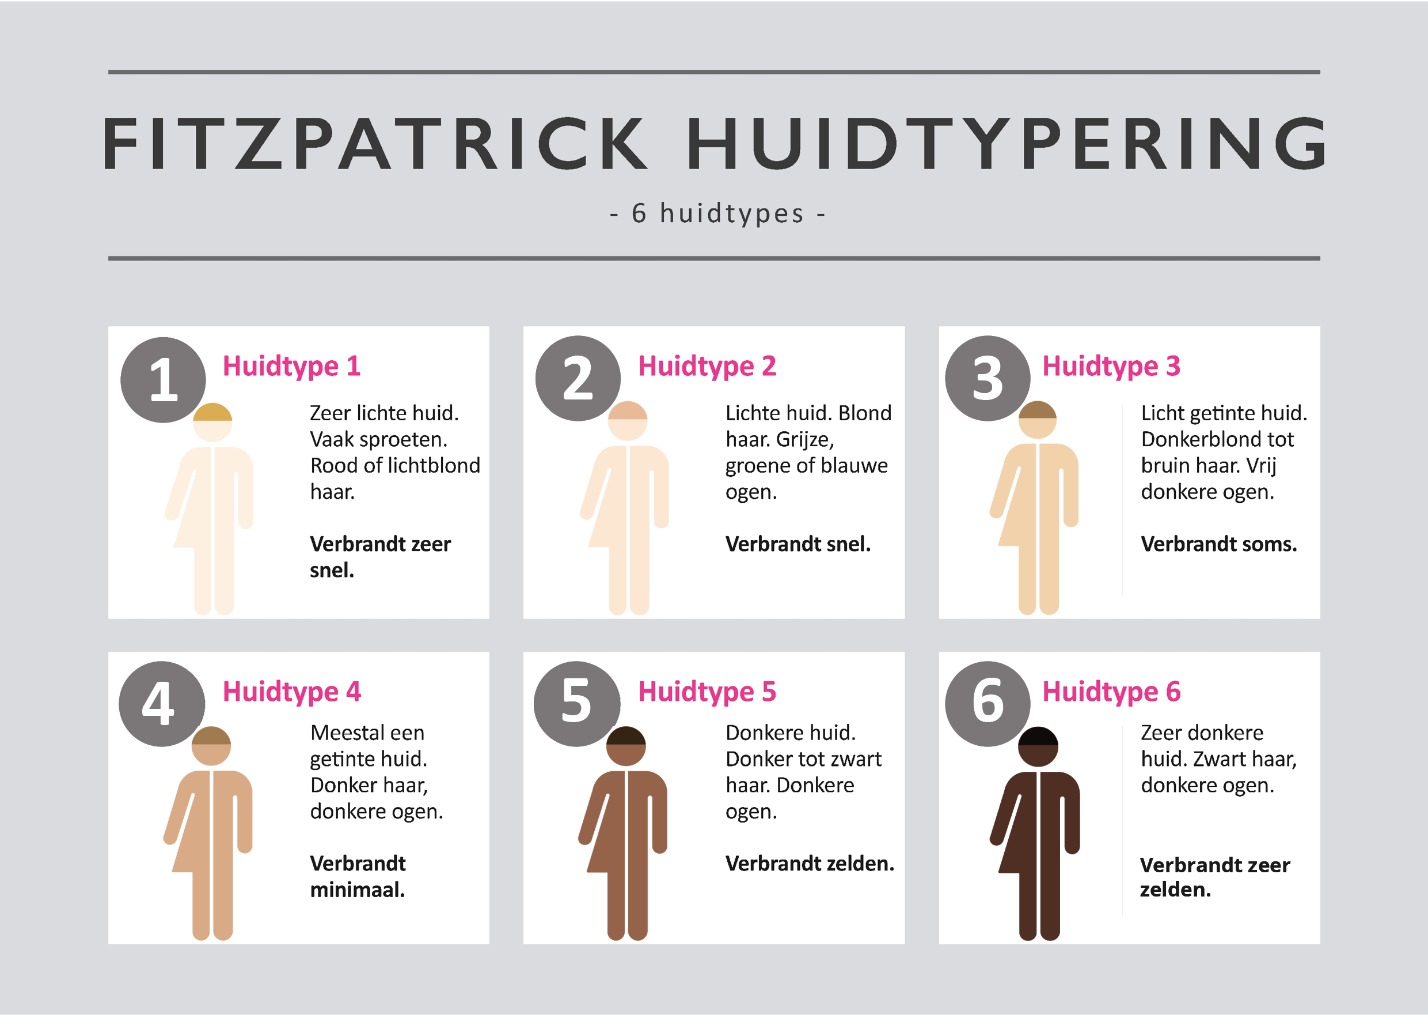 FITZPATRICK HUIDTYPERING
- 6 huidtypes -
1
Huidtype 1
Zeer lichte huid.
Vaak sproeten.
Rood of lichtblond
haar.
Verbrandt zeer
snel.
2
Huidtype 2
Lichte huid. Blond
haar. Grijze,
groene of blauwe
ogen.
Verbrandt snel.
3
Huidtype 3
Licht getinte huid.
Donkerblond tot
bruin haar. Vrij
donkere ogen.
Verbrandt soms.
4
Huidtype 4
Meestal een
getinte huid.
Donker haar,
donkere ogen.
Verbrandt
minimaal.
5
Huidtype 5
Donkere huid.
Donker tot zwart
haar. Donkere
ogen.
Verbrandt zelden.
6
Huidtype 6
Zeer donkere
huid. Zwart haar,
donkere ogen.
Verbrandt zeer
zelden.